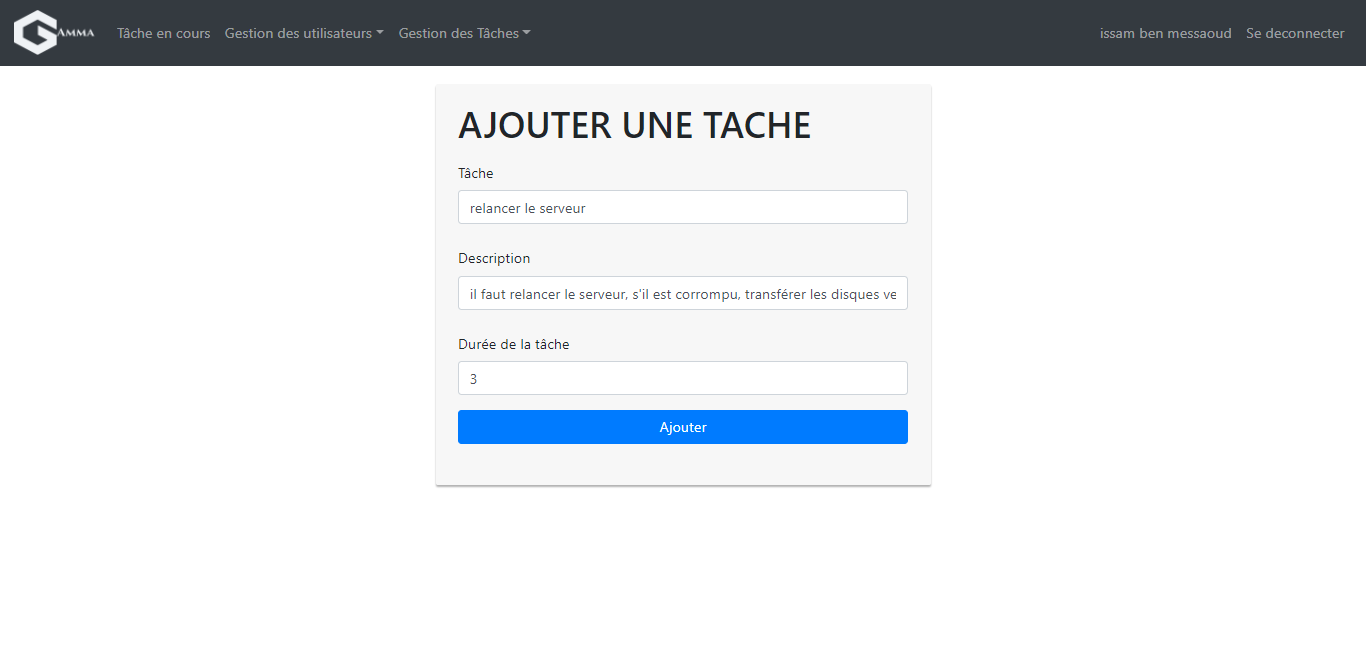 GAMMA
Tâche en cours
Gestion des utilisateurs
Gestion des Tâches
issam ben messaoud
Se deconnecter
AJOUTER UNE TACHE
Tâche
relancer le serveur
Description
il faut relancer le serveur, s'il est corrompu, transférer les disques ve
Durée de la tâche
3
Ajouter